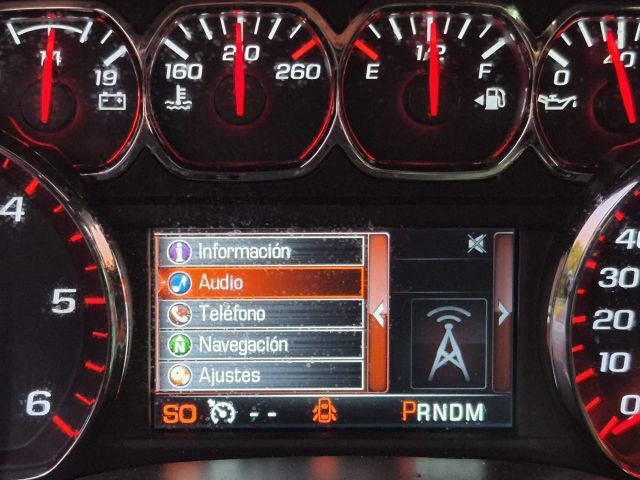 14 19
160 210 260
E 1/2 F
0 40
4
5
6
Información
Audio
Teléfono
Navegación
Ajustes
SO -- PRNDM
40
30
20
10
0